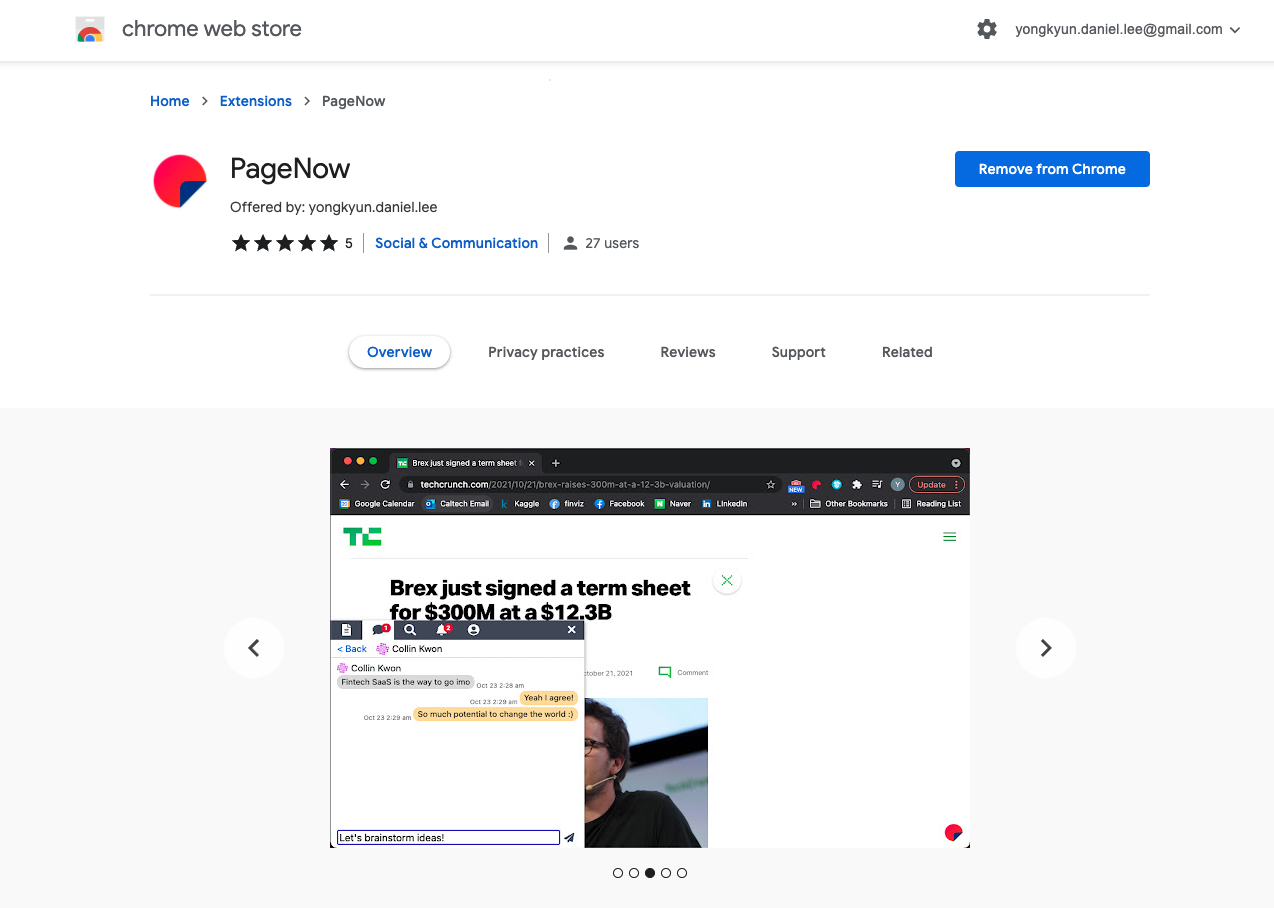 chrome web store
yongkyun.daniel.lee@gmail.com
Home > Extensions > PageNow
PageNow
Remove from Chrome
Offered by: yongkyun.daniel.lee
5 Social & Communication 27 users
Overview Privacy practices Reviews Support Related
TC Brex just signed a term sheet
techcrunch.com/2021/10/21/brex-raises-300m-at-a-12-3b-valuation/ NEW Y Update
Google Calendar Caltech Email Kaggle finviz Facebook Naver LinkedIn » Other Bookmarks Reading List
TC
Brex just signed a term sheet
for $300M at a $12.3B
1 2
< Back Collin Kwon
Collin Kwon
Fintech SaaS is the way to go imo Oct 23 2:28 am
Oct 23 2:29 am Yeah I agree!
Oct 23 2:29 am So much potential to change the world :)
Let's brainstorm ideas!
21, 2021 Comment